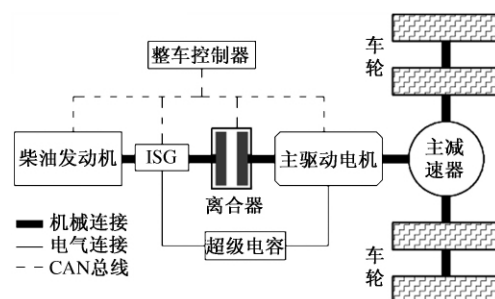 整车控制器
车轮
柴油发动机
ISG
主驱动电机
主减
速器
离合器
机械连接
电气连接
CAN总线
超级电容
车轮